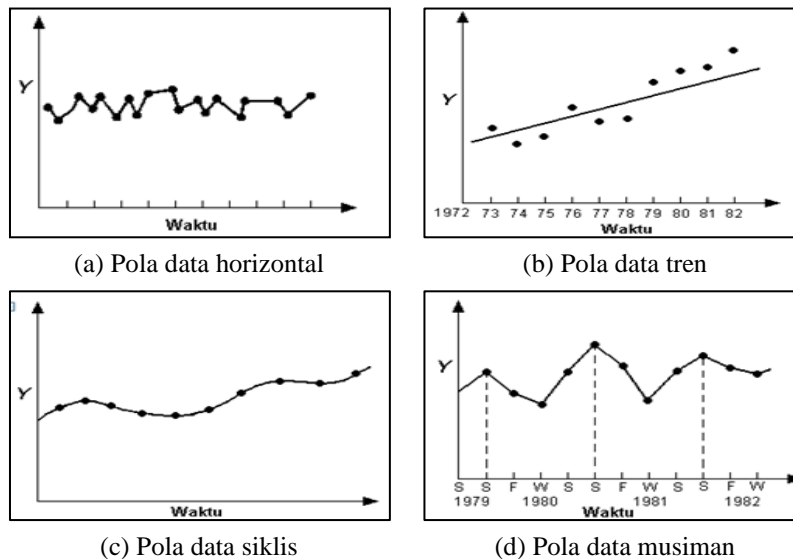 Y
Waktu
(a) Pola data horizontal
Y
1972 73 74 75 76 77 78 79 80 81 82
Waktu
(b) Pola data tren
Y
Waktu
(c) Pola data siklis
Y
S S F W S S F W S S F W
1979 1980 1981 1982
Waktu
(d) Pola data musiman